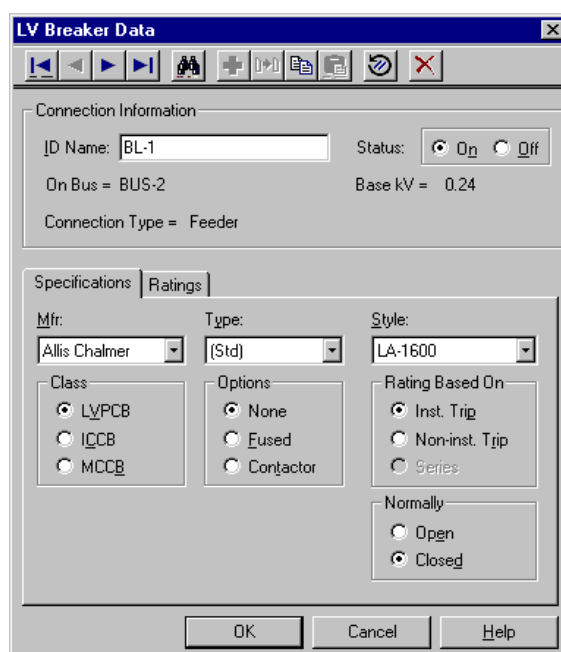 LV Breaker Data
Connection Information
ID Name: BL-1 Status: On Off
On Bus = BUS-2 Base kV = 0.24
Connection Type = Feeder
Specifications Ratings
Mfr: Type: Style:
Allis Chalmer (Std) LA-1600
Class Options Rating Based On
LVPCB None Inst. Trip
ICCB Fused Non-inst. Trip
MCCB Contactor Series
Normally
Open
Closed
OK Cancel Help